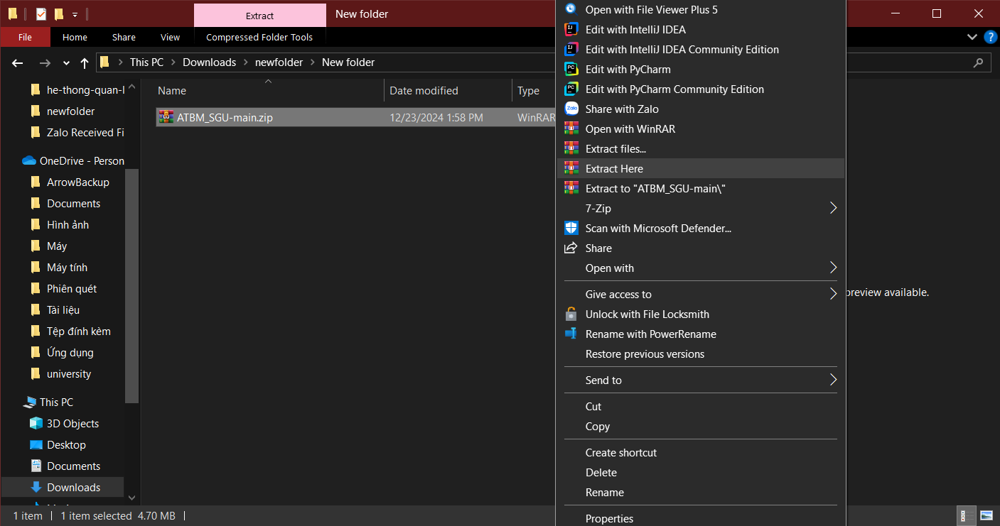 Extract
New folder
File
Home
Share
View
Compressed Folder Tools
This PC
Downloads
newfolder
New folder
he-thong-quan-l
newfolder
Zalo Received Fi
OneDrive - Person
ArrowBackup
Documents
Hình ảnh
Máy
Máy tính
Phiên quét
Tài liệu
Tệp đính kèm
Ứng dụng
university
This PC
3D Objects
Desktop
Documents
Downloads
Name
Date modified
Type
ATBM_SGU-main.zip
12/23/2024 1:58 PM
WinRAR
Open with File Viewer Plus 5
Edit with IntelliJ IDEA
Edit with IntelliJ IDEA Community Edition
Edit with PyCharm
Edit with PyCharm Community Edition
Share with Zalo
Open with WinRAR
Extract files...
Extract Here
Extract to "ATBM_SGU-main\"
7-Zip
Scan with Microsoft Defender...
Share
Open with
Give access to
Unlock with File Locksmith
Rename with PowerRename
Restore previous versions
Send to
Cut
Copy
Create shortcut
Delete
Rename
Properties
preview available.
1 item
1 item selected 4.70 MB